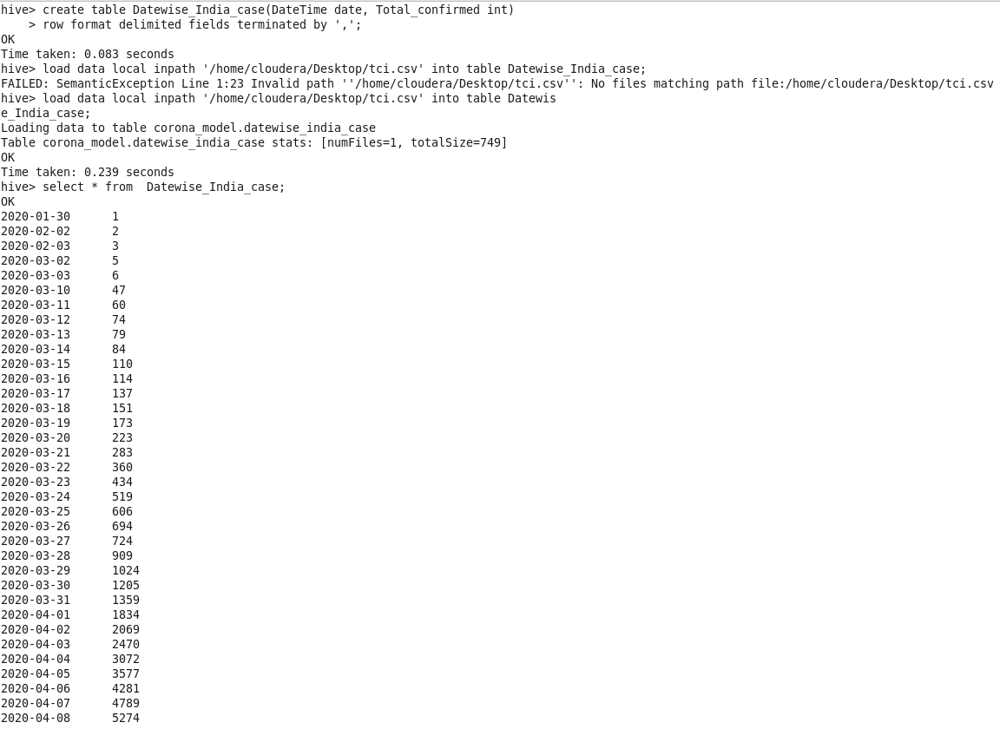 hive> create table Datewise_India_case(DateTime date, Total_confirmed int)
    > row format delimited fields terminated by ',';
OK
Time taken: 0.083 seconds
hive> load data local inpath '/home/cloudera/Desktop/tci.csv' into table Datewise_India_case;
FAILED: SemanticException Line 1:23 Invalid path ''/home/cloudera/Desktop/tci.csv'': No files matching path file:/home/cloudera/Desktop/tci.csv
hive> load data local inpath '/home/cloudera/Desktop/tci.csv' into table Datewis
e_India_case;
Loading data to table corona_model.datewise_india_case
Table corona_model.datewise_india_case stats: [numFiles=1, totalSize=749]
OK
Time taken: 0.239 seconds
hive> select * from  Datewise_India_case;
OK
2020-01-30      1
2020-02-02      2
2020-02-03      3
2020-03-02      5
2020-03-03      6
2020-03-10      47
2020-03-11      60
2020-03-12      74
2020-03-13      79
2020-03-14      84
2020-03-15      110
2020-03-16      114
2020-03-17      137
2020-03-18      151
2020-03-19      173
2020-03-20      223
2020-03-21      283
2020-03-22      360
2020-03-23      434
2020-03-24      519
2020-03-25      606
2020-03-26      694
2020-03-27      724
2020-03-28      909
2020-03-29      1024
2020-03-30      1205
2020-03-31      1359
2020-04-01      1834
2020-04-02      2069
2020-04-03      2470
2020-04-04      3072
2020-04-05      3577
2020-04-06      4281
2020-04-07      4789
2020-04-08      5274